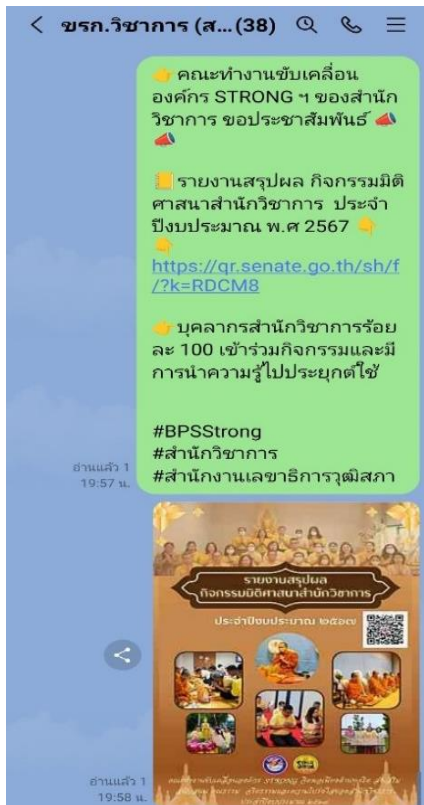 ขรก.วิชาการ (ส...(38)
👉 คณะทำงานขับเคลื่อน
องค์กร STRONG ฯ ของสำนัก
วิชาการ ขอประชาสัมพันธ์ 📣
📣
📒 รายงานสรุปผล กิจกรรมมิติ
ศาสนาสำนักวิชาการ ประจำ
ปีงบประมาณ พ.ศ 2567 👇
👇
https://qr.senate.go.th/sh/f
/?k=RDCM8
👉 บุคลากรสำนักวิชาการร้อย
ละ 100 เข้าร่วมกิจกรรมและมี
การนำความรู้ไปประยุกต์ใช้
#BPSStrong
#สำนักวิชาการ
#สำนักงานเลขาธิการวุฒิสภา
อ่านแล้ว 1
19:57 น.
รายงานสรุปผล
กิจกรรมมิติศาสนาสำนักวิชาการ
ประจำปีงบประมาณ ๒๕๖๗
อ่านแล้ว 1
19:58 น.